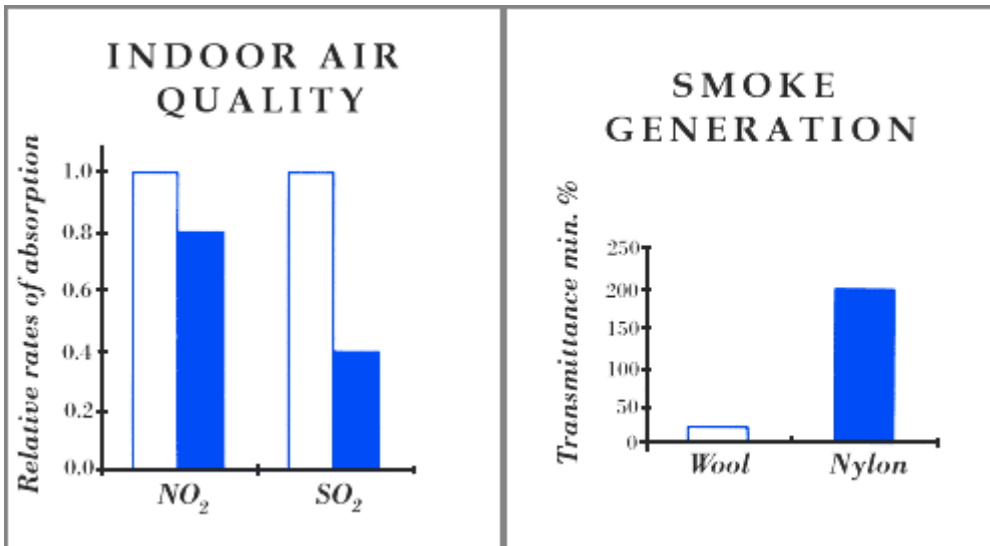 INDOOR AIR
QUALITY
Relative rates of absorption
1.0
0.8
0.6
0.4
0.2
0.0
NO₂
SO₂
SMOKE
GENERATION
Transmittance min. %
250
200
150
100
50
0
Wool
Nylon